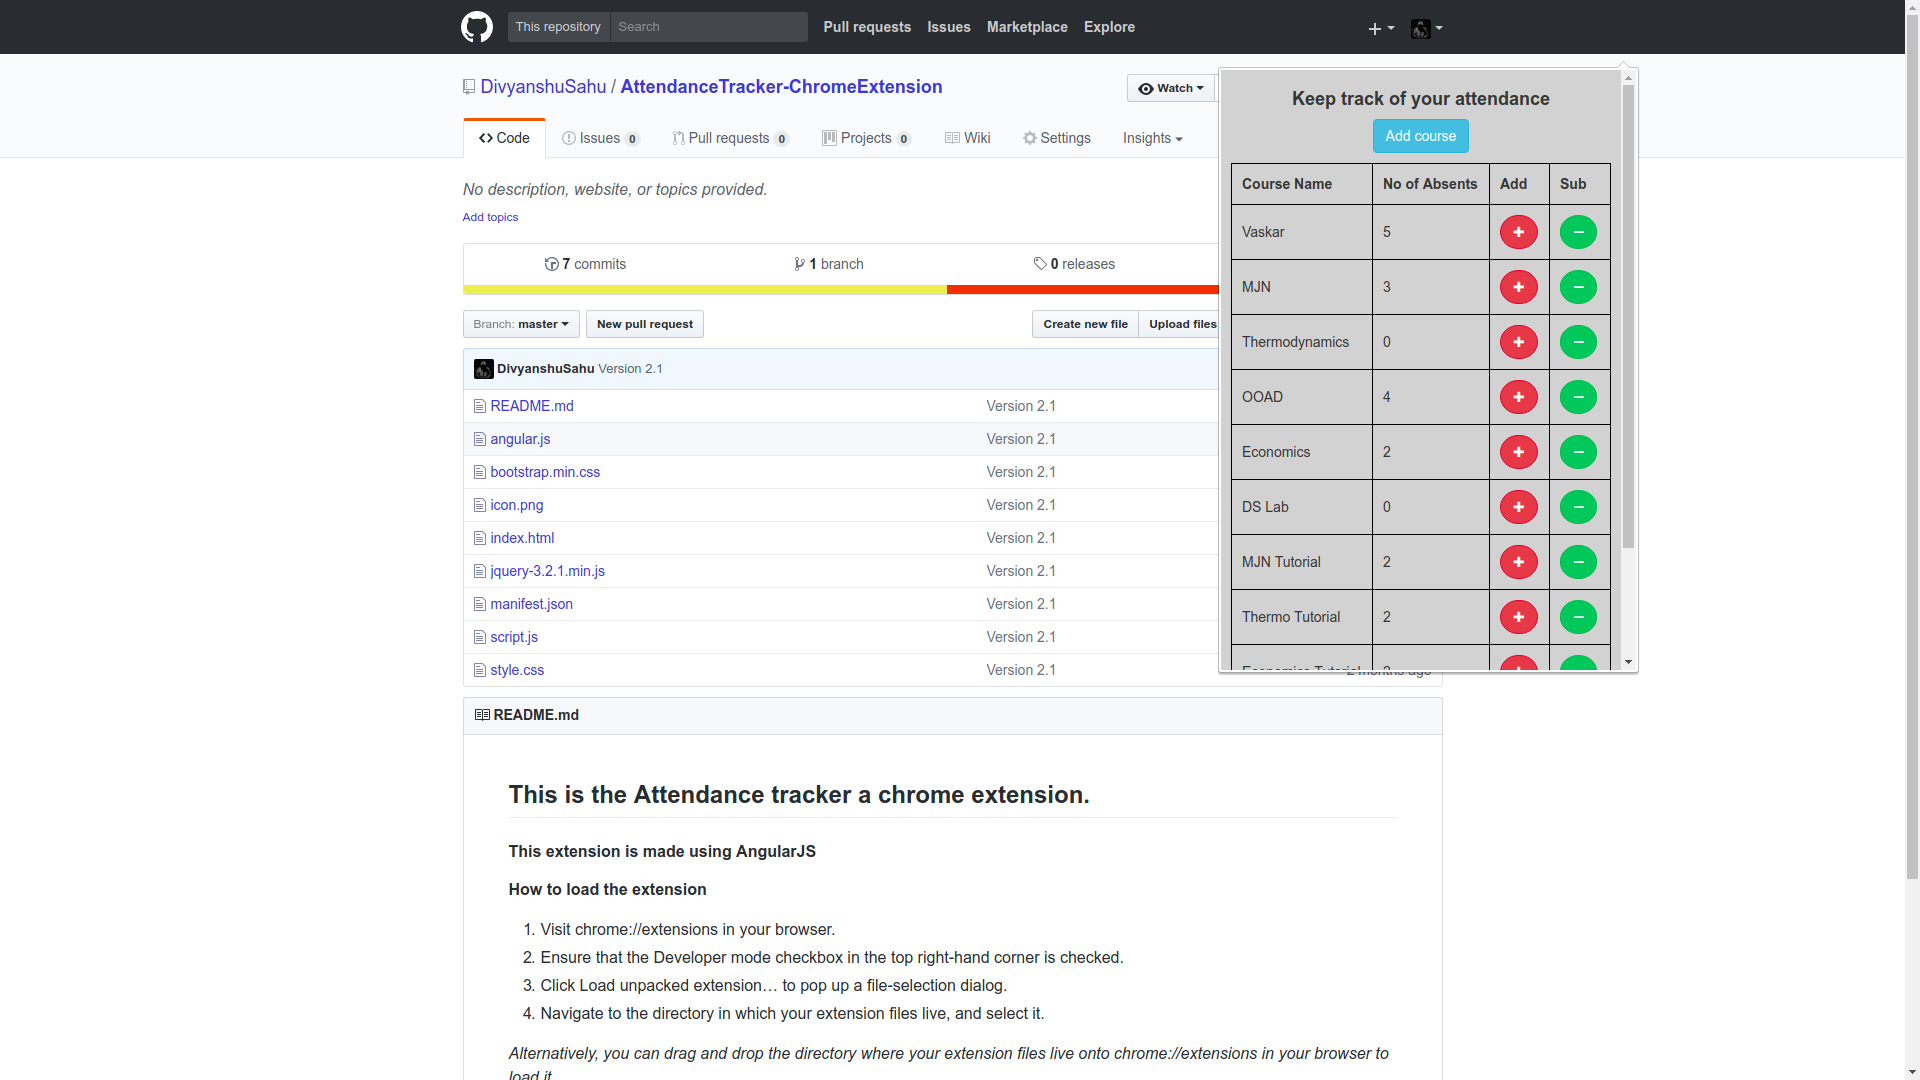 This repository Search Pull requests Issues Marketplace Explore
DivyanshuSahu / AttendanceTracker-ChromeExtension
Watch
Code Issues 0 Pull requests 0 Projects 0 Wiki Settings Insights
No description, website, or topics provided.
Add topics
7 commits 1 branch 0 releases
Branch: master New pull request Create new file Upload files
DivyanshuSahu Version 2.1
README.md Version 2.1
angular.js Version 2.1
bootstrap.min.css Version 2.1
icon.png Version 2.1
index.html Version 2.1
jquery-3.2.1.min.js Version 2.1
manifest.json Version 2.1
script.js Version 2.1
style.css Version 2.1 2 months ago
README.md
This is the Attendance tracker a chrome extension.
This extension is made using AngularJS
How to load the extension
1. Visit chrome://extensions in your browser.
2. Ensure that the Developer mode checkbox in the top right-hand corner is checked.
3. Click Load unpacked extension… to pop up a file-selection dialog.
4. Navigate to the directory in which your extension files live, and select it.
Alternatively, you can drag and drop the directory where your extension files live onto chrome://extensions in your browser to
load it
Keep track of your attendance
Add course
Course Name No of Absents Add Sub
Vaskar 5 + −
MJN 3 + −
Thermodynamics 0 + −
OOAD 4 + −
Economics 2 + −
DS Lab 0 + −
MJN Tutorial 2 + −
Thermo Tutorial 2 + −
Economics Tutorial